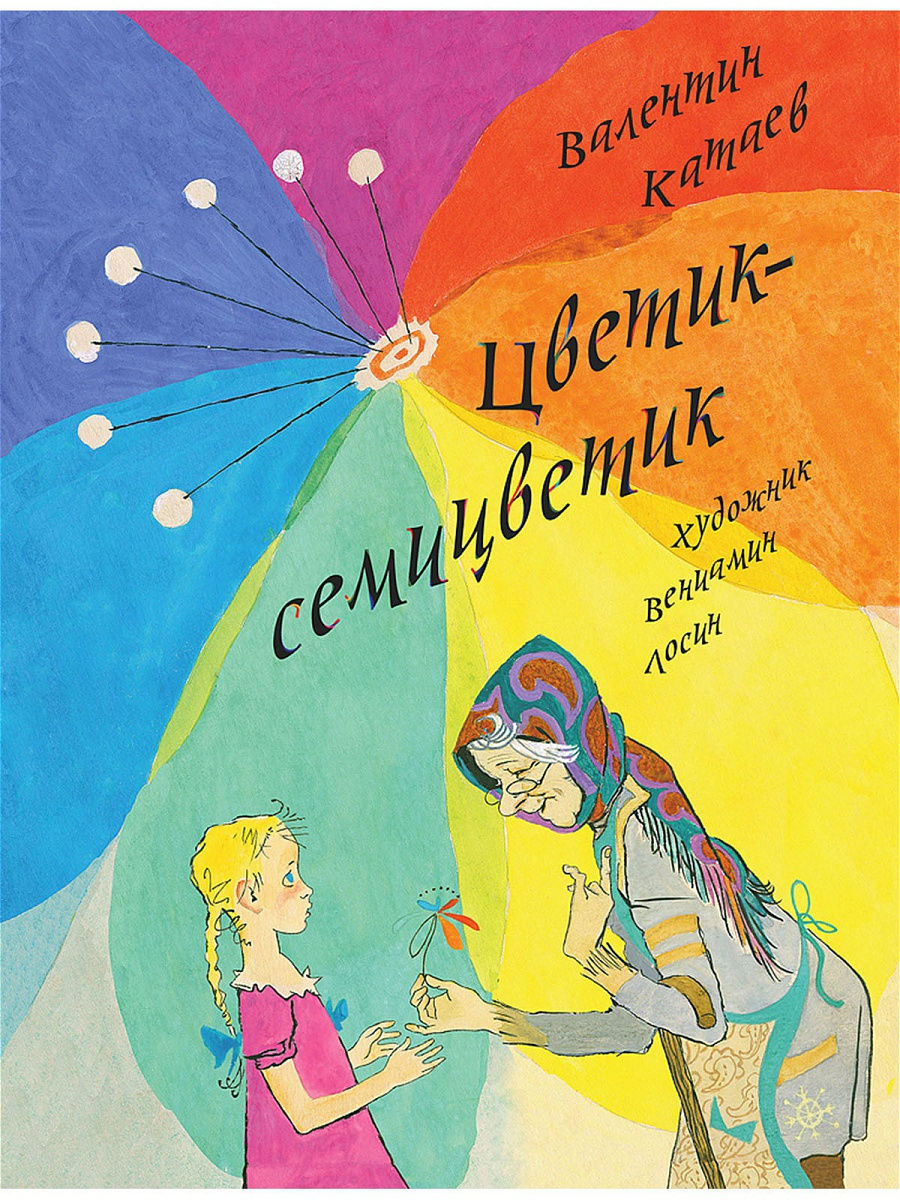 Валентин
Катаев
Цветик-
семицветик
художник
вениамин
лосин